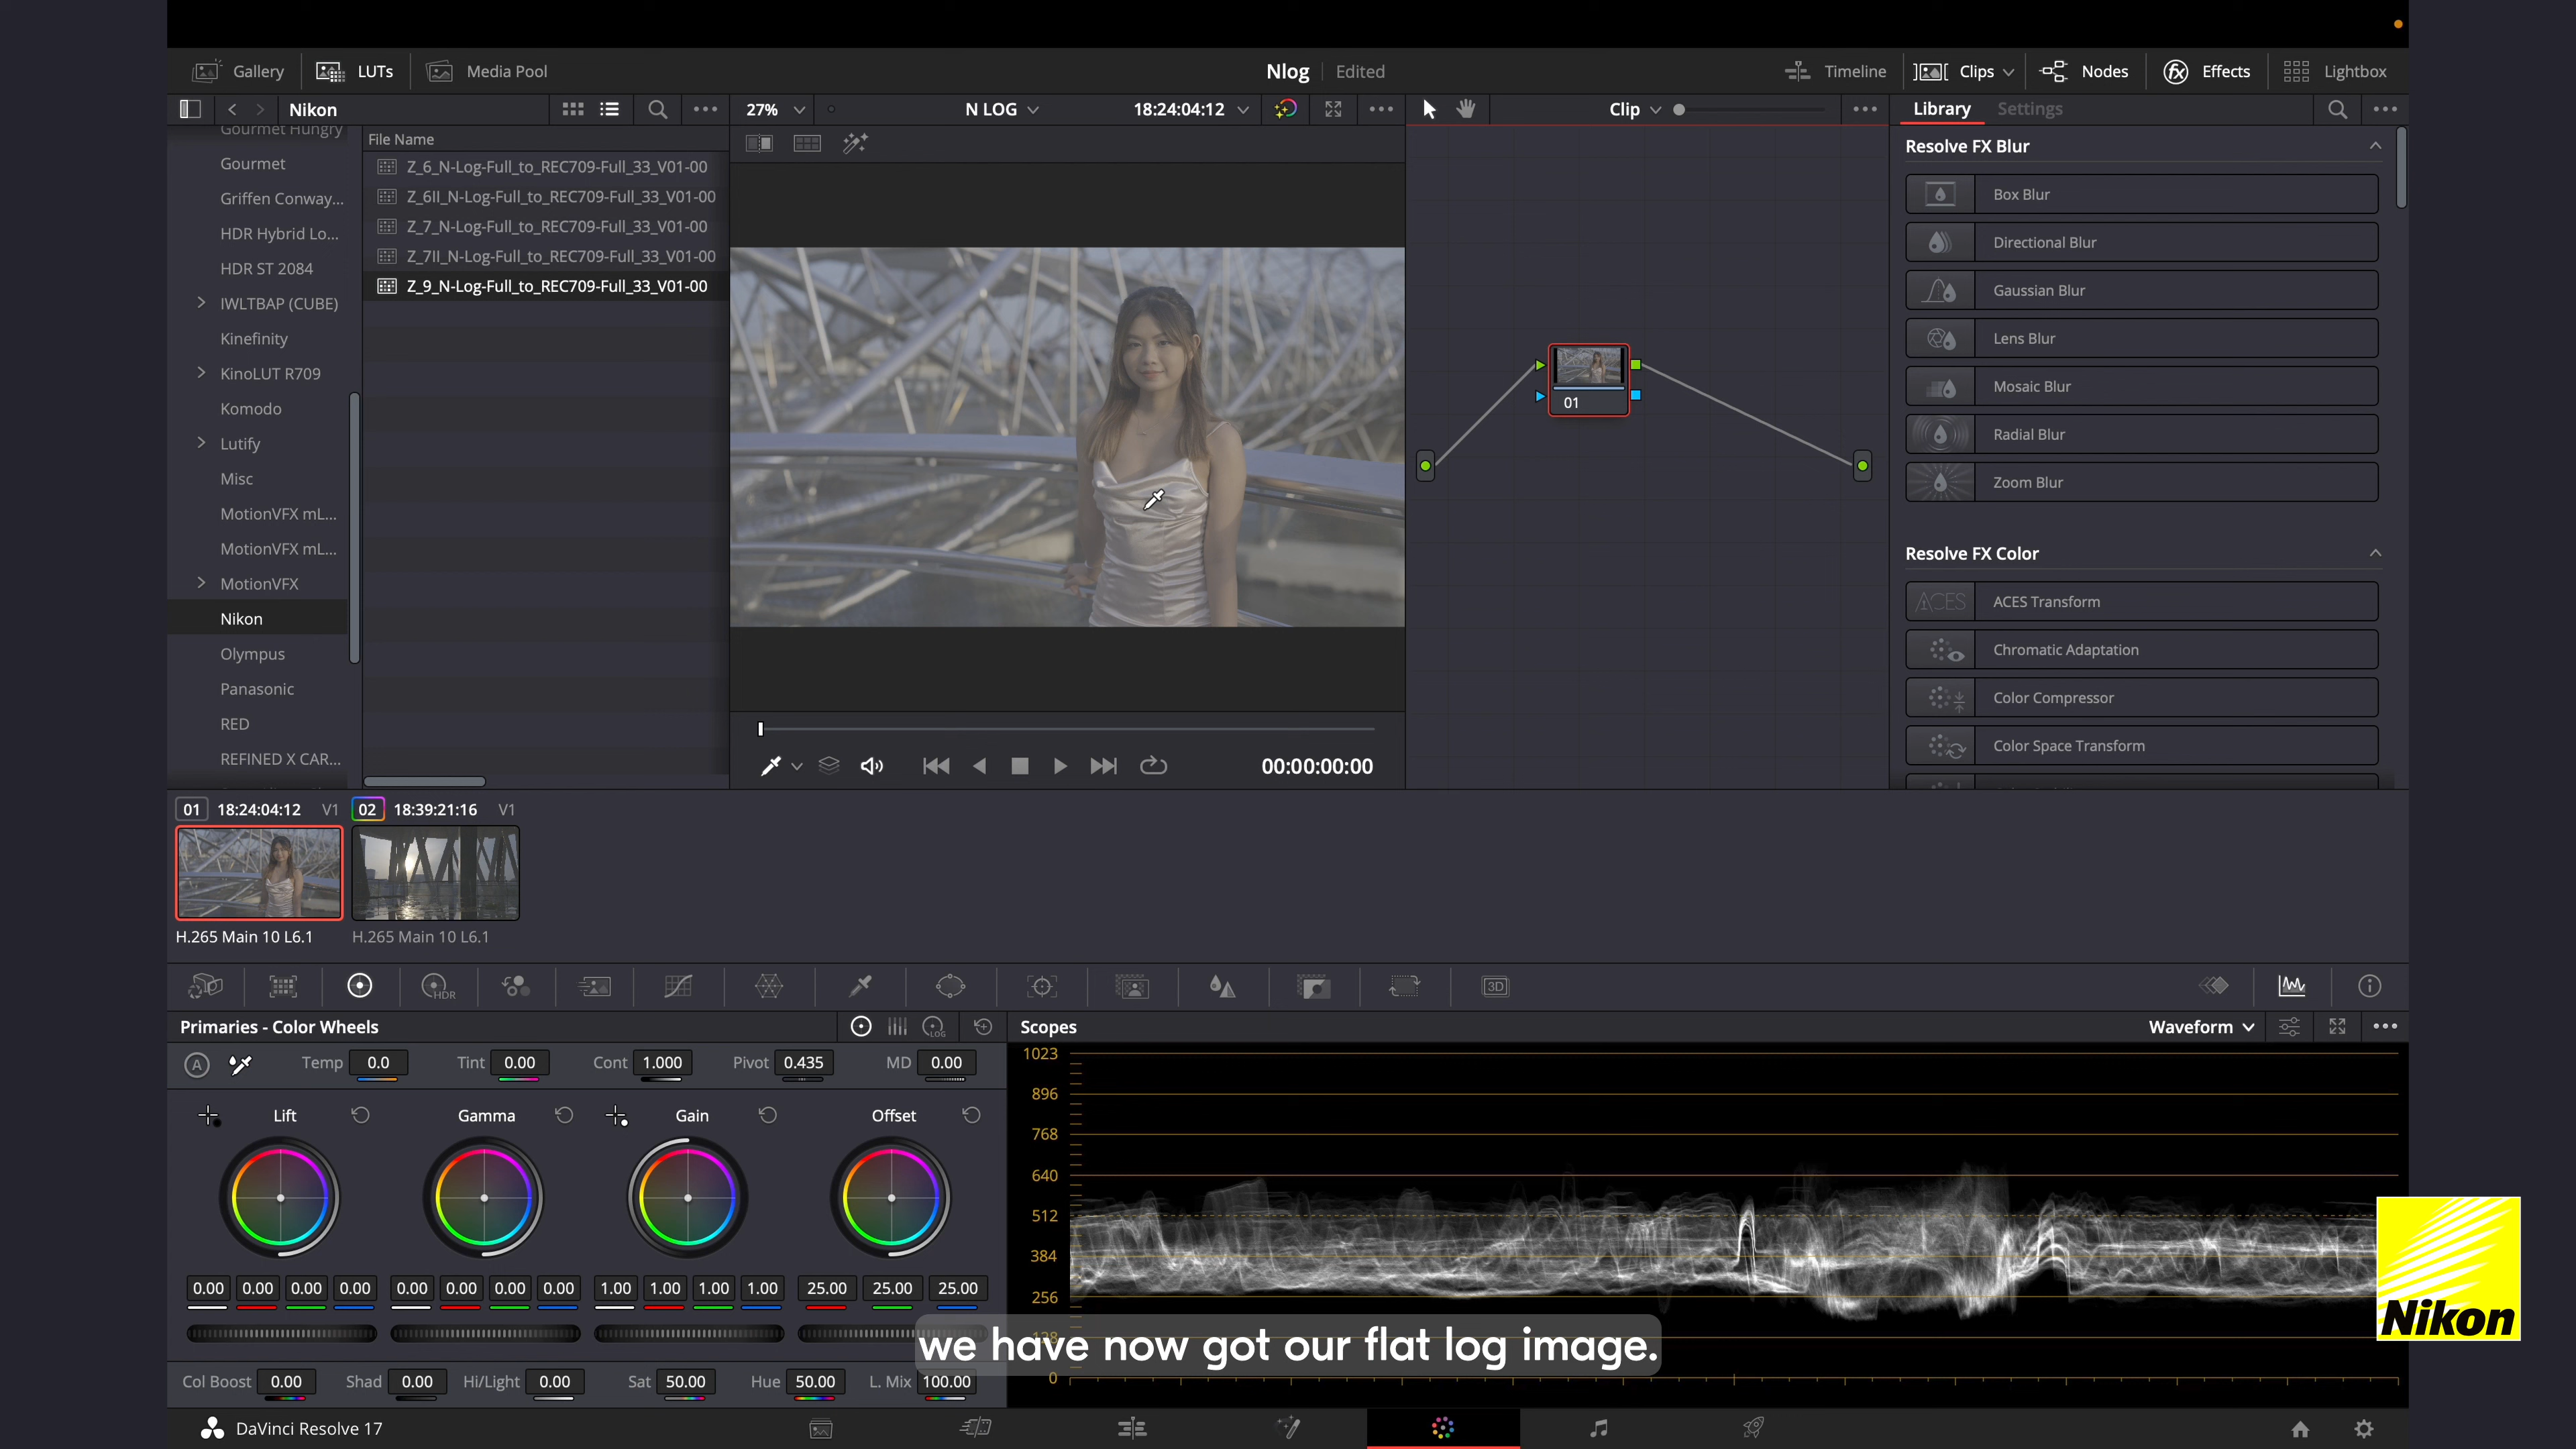 Gallery
LUTs
Media Pool
Nlog
Edited
Timeline
Clips
Nodes
Effects
Lightbox
Nikon
27%
N LOG
18:24:04:12
Clip
Library
Settings
Gourmet Hungry
Gourmet
Griffen Conway...
HDR Hybrid Lo...
HDR ST 2084
IWLTBAP (CUBE)
Kinefinity
KinoLUT R709
Komodo
Lutify
Misc
MotionVFX mL...
MotionVFX mL...
MotionVFX
Nikon
Olympus
Panasonic
RED
REFINED X CAR...
File Name
Z_6_N-Log-Full_to_REC709-Full_33_V01-00
Z_6II_N-Log-Full_to_REC709-Full_33_V01-00
Z_7_N-Log-Full_to_REC709-Full_33_V01-00
Z_7II_N-Log-Full_to_REC709-Full_33_V01-00
Z_9_N-Log-Full_to_REC709-Full_33_V01-00
00:00:00:00
01
Resolve FX Blur
Box Blur
Directional Blur
Gaussian Blur
Lens Blur
Mosaic Blur
Radial Blur
Zoom Blur
Resolve FX Color
ACES
ACES Transform
Chromatic Adaptation
Color Compressor
Color Space Transform
01 18:24:04:12 V1
02 18:39:21:16 V1
H.265 Main 10 L6.1
H.265 Main 10 L6.1
HDR
3D
Primaries - Color Wheels
LOG
A
Temp 0.0
Tint 0.00
Cont 1.000
Pivot 0.435
MD 0.00
Lift
Gamma
Gain
Offset
0.00 0.00 0.00 0.00
0.00 0.00 0.00 0.00
1.00 1.00 1.00 1.00
25.00 25.00 25.00
Col Boost 0.00
Shad 0.00
Hi/Light 0.00
Sat 50.00
Hue 50.00
L. Mix 100.00
Scopes
Waveform
1023
896
768
640
512
384
256
128
0
we have now got our flat log image.
Nikon
DaVinci Resolve 17